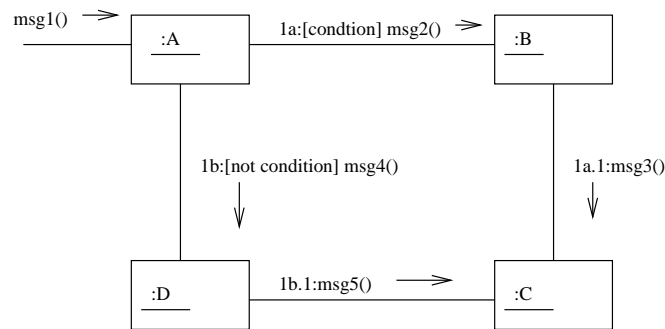 msg1()
:A
1a:[condtion] msg2()
:B
1b:[not condition] msg4()
1a.1:msg3()
:D
1b.1:msg5()
:C